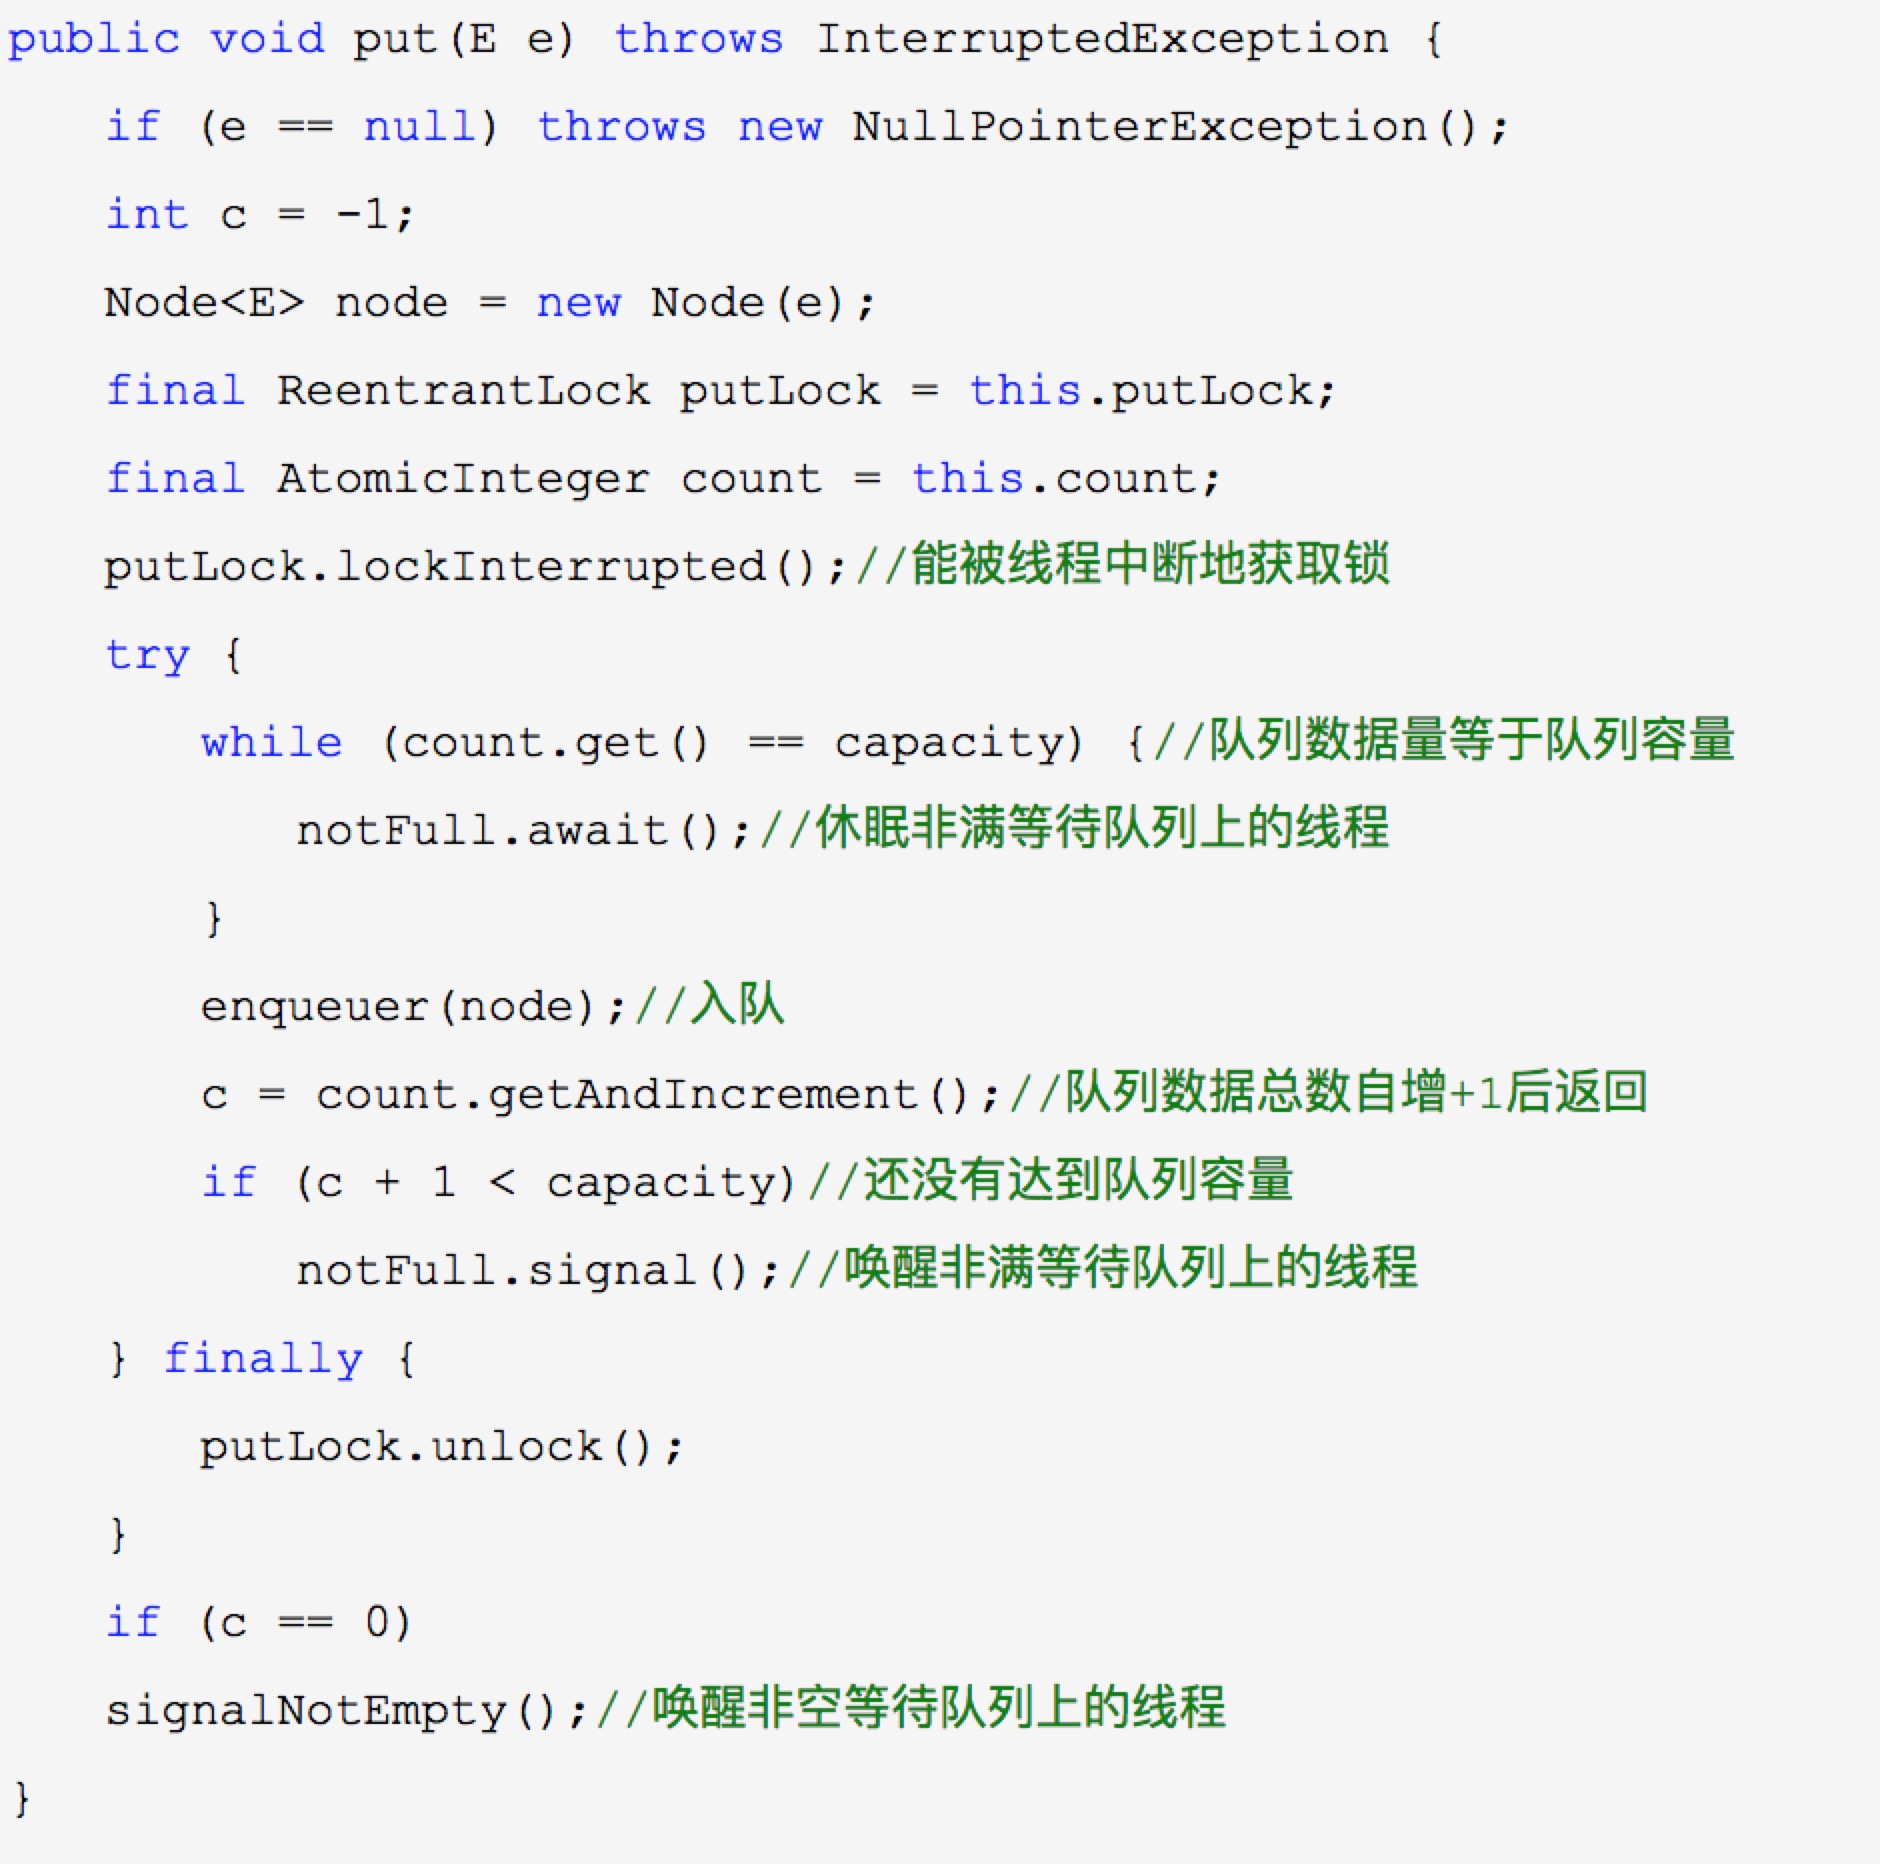 public void put(E e) throws InterruptedException {
if (e == null) throws new NullPointerException();
int c = -1;
Node<E> node = new Node(e);
final ReentrantLock putLock = this.putLock;
final AtomicInteger count = this.count;
putLock.lockInterrupted();//能被线程中断地获取锁
try {
while (count.get() == capacity) {//队列数据量等于队列容量
notFull.await();//休眠非满等待队列上的线程
}
enqueuer(node);//入队
c = count.getAndIncrement();//队列数据总数自增+1后返回
if (c + 1 < capacity)//还没有达到队列容量
notFull.signal();//唤醒非满等待队列上的线程
} finally {
putLock.unlock();
}
if (c == 0)
signalNotEmpty();//唤醒非空等待队列上的线程
}